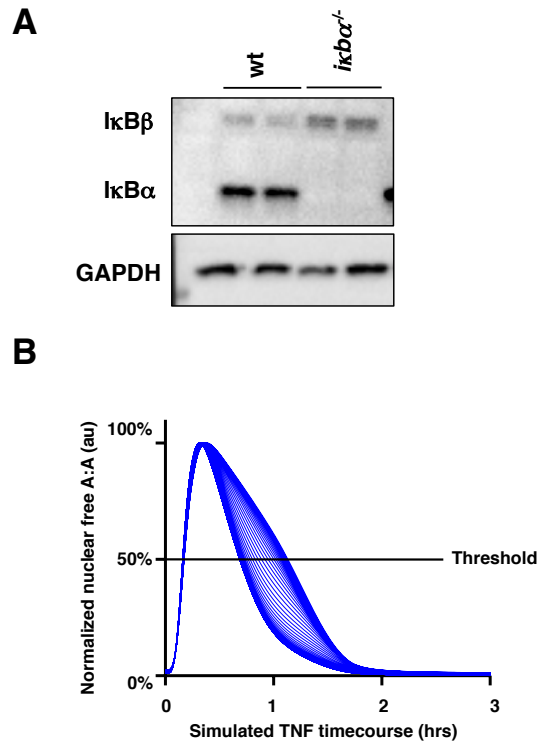 A
wt
iκbα-/-
IκBβ
IκBα
GAPDH
B
Normalized nuclear free A:A (au)
100%
50%
0%
Threshold
0
1
2
3
Simulated TNF timecourse (hrs)